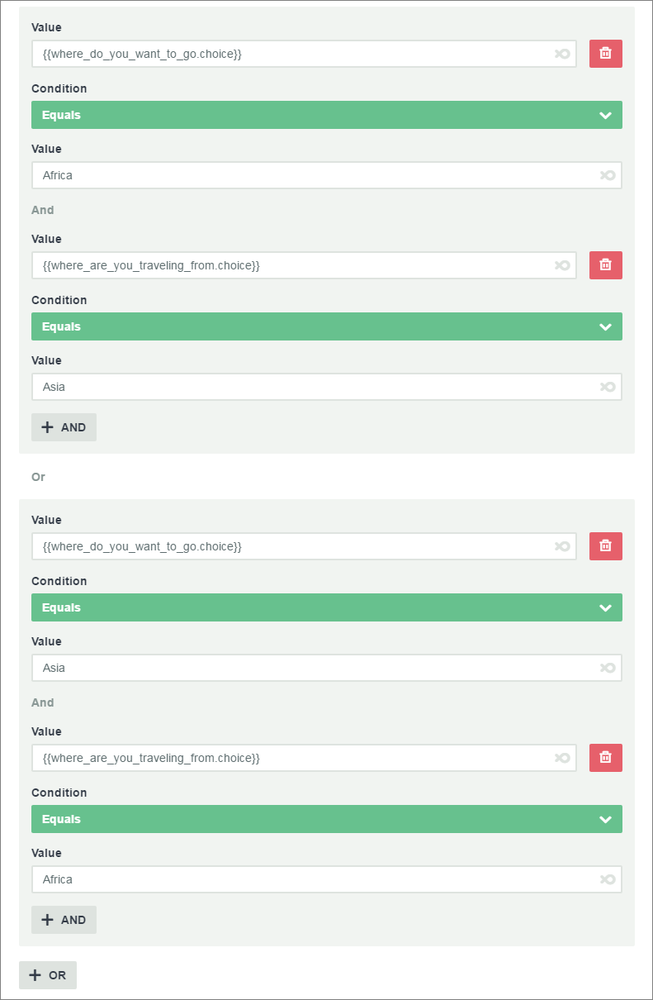 Value
{{where_do_you_want_to_go.choice}}
Condition
Equals
Value
Africa
And
Value
{{where_are_you_traveling_from.choice}}
Condition
Equals
Value
Asia
AND
Or
Value
{{where_do_you_want_to_go.choice}}
Condition
Equals
Value
Asia
And
Value
{{where_are_you_traveling_from.choice}}
Condition
Equals
Value
Africa
AND
OR